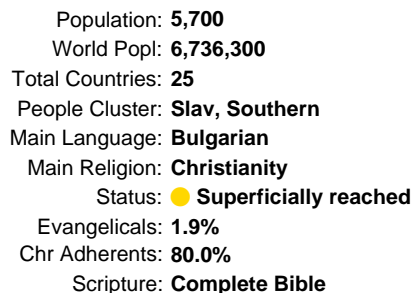 Population: 5,700
World Popl: 6,736,300
Total Countries: 25
People Cluster: Slav, Southern
Main Language: Bulgarian
Main Religion: Christianity
Status: Superficially reached
Evangelicals: 1.9%
Chr Adherents: 80.0%
Scripture: Complete Bible